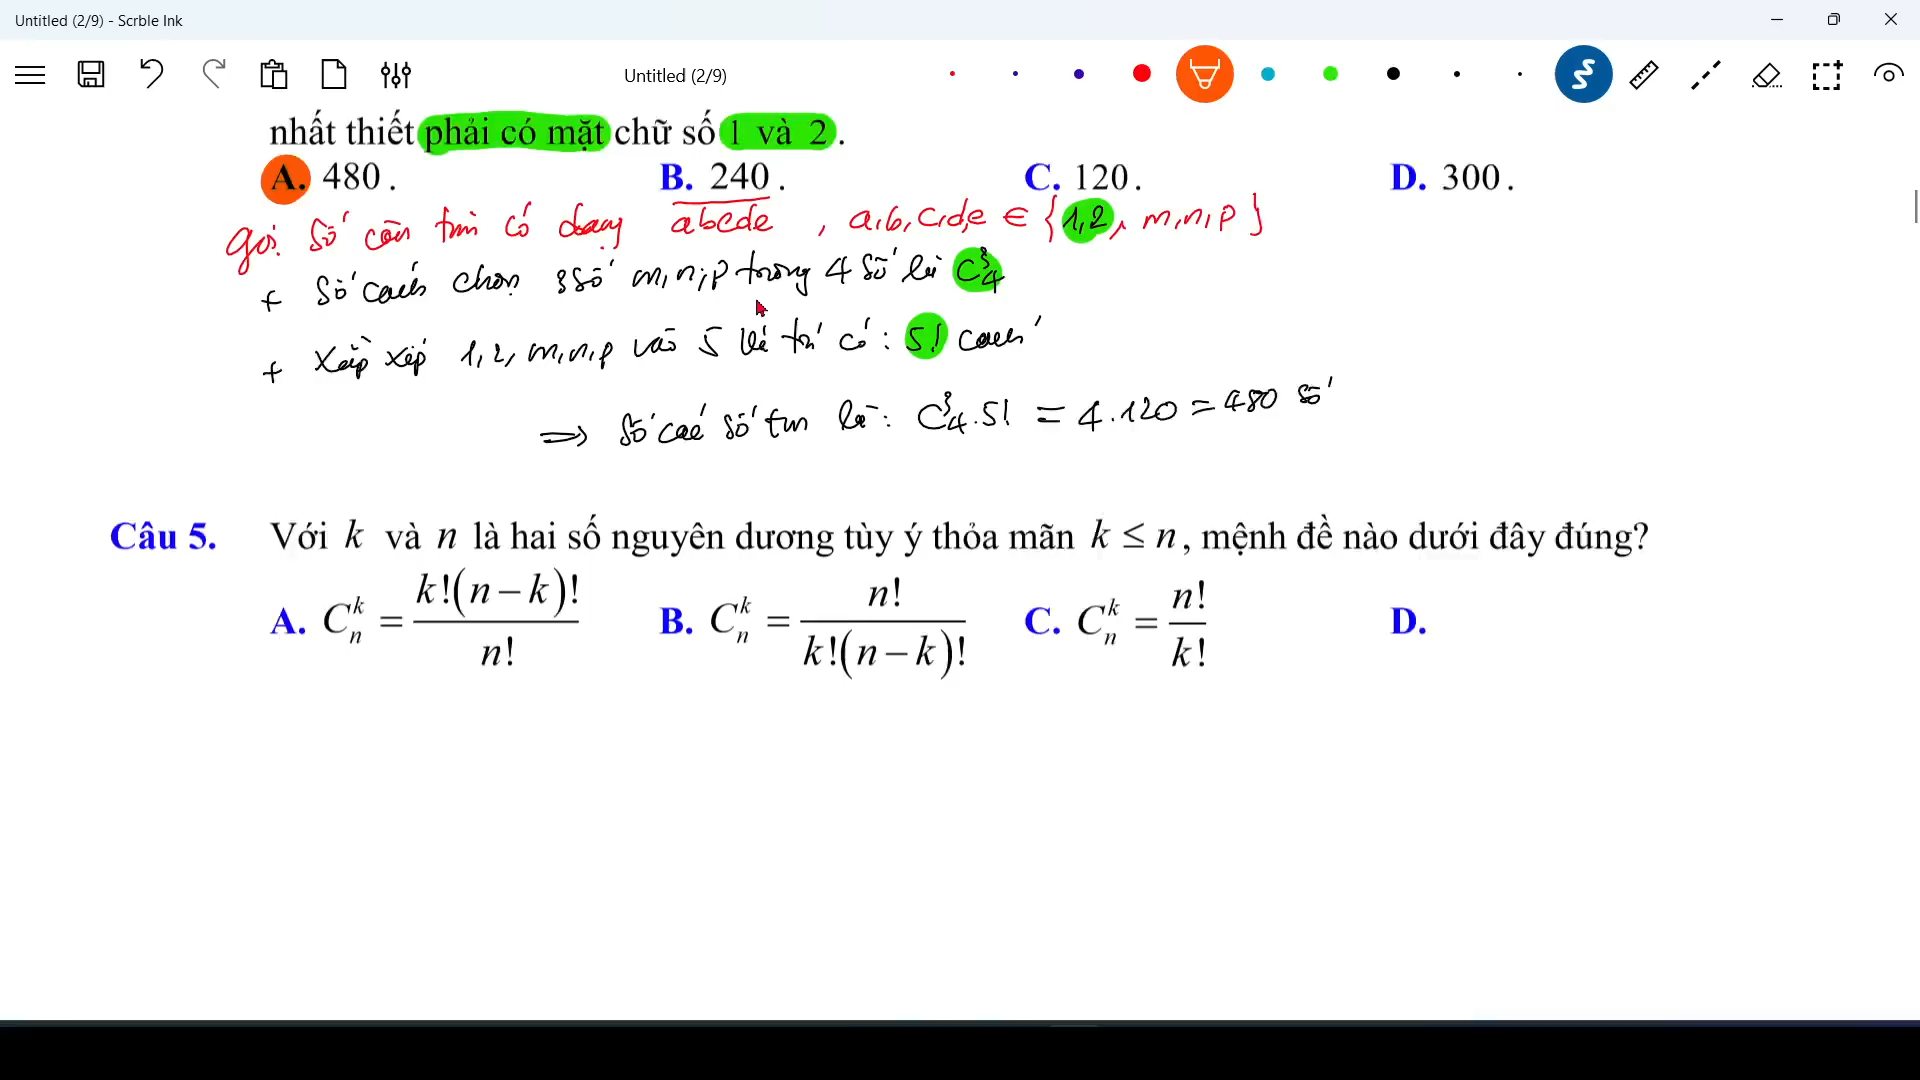 Untitled (2/9) - Scrble Ink
Untitled (2/9)
nhất thiết phải có mặt chữ số 1 và 2.
A. 480. B. 240. C. 120. D. 300.
gọi số cần tìm có dạng abcde, a,b,c,d,e ∈ {1,2, m,n,p}
+ số cách chọn 3 số m,n,p trong 4 số là C³₄
+ xắp xếp 1,2,m,n,p vào 5 vị trí có: 5! cách
⇒ số các số tìm là: C³₄.5! = 4.120 = 480 số
Câu 5. Với k và n là hai số nguyên dương tùy ý thỏa mãn k ≤ n, mệnh đề nào dưới đây đúng?
A. Cₙᵏ = k!(n−k)!/n! B. Cₙᵏ = n!/k!(n−k)! C. Cₙᵏ = n!/k! D.